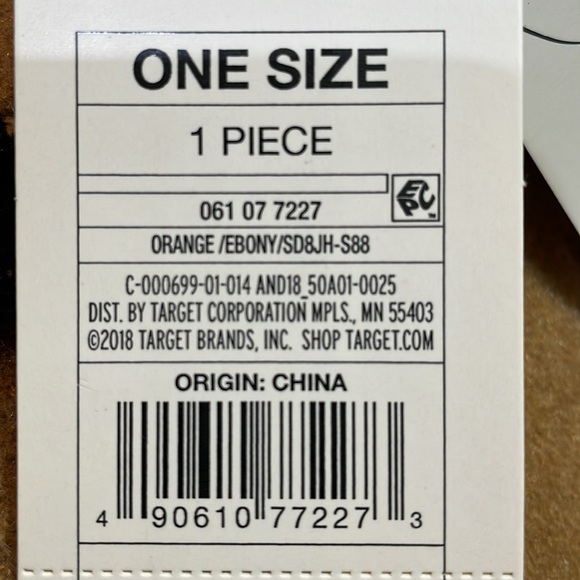 ONE SIZE
1 PIECE
EPC™
061 07 7227
ORANGE /EBONY/SD8JH-S88
C-000699-01-014 AND18_50A01-0025
DIST. BY TARGET CORPORATION MPLS., MN 55403
©2018 TARGET BRANDS, INC. SHOP TARGET.COM
ORIGIN: CHINA
4 90610 77227 3